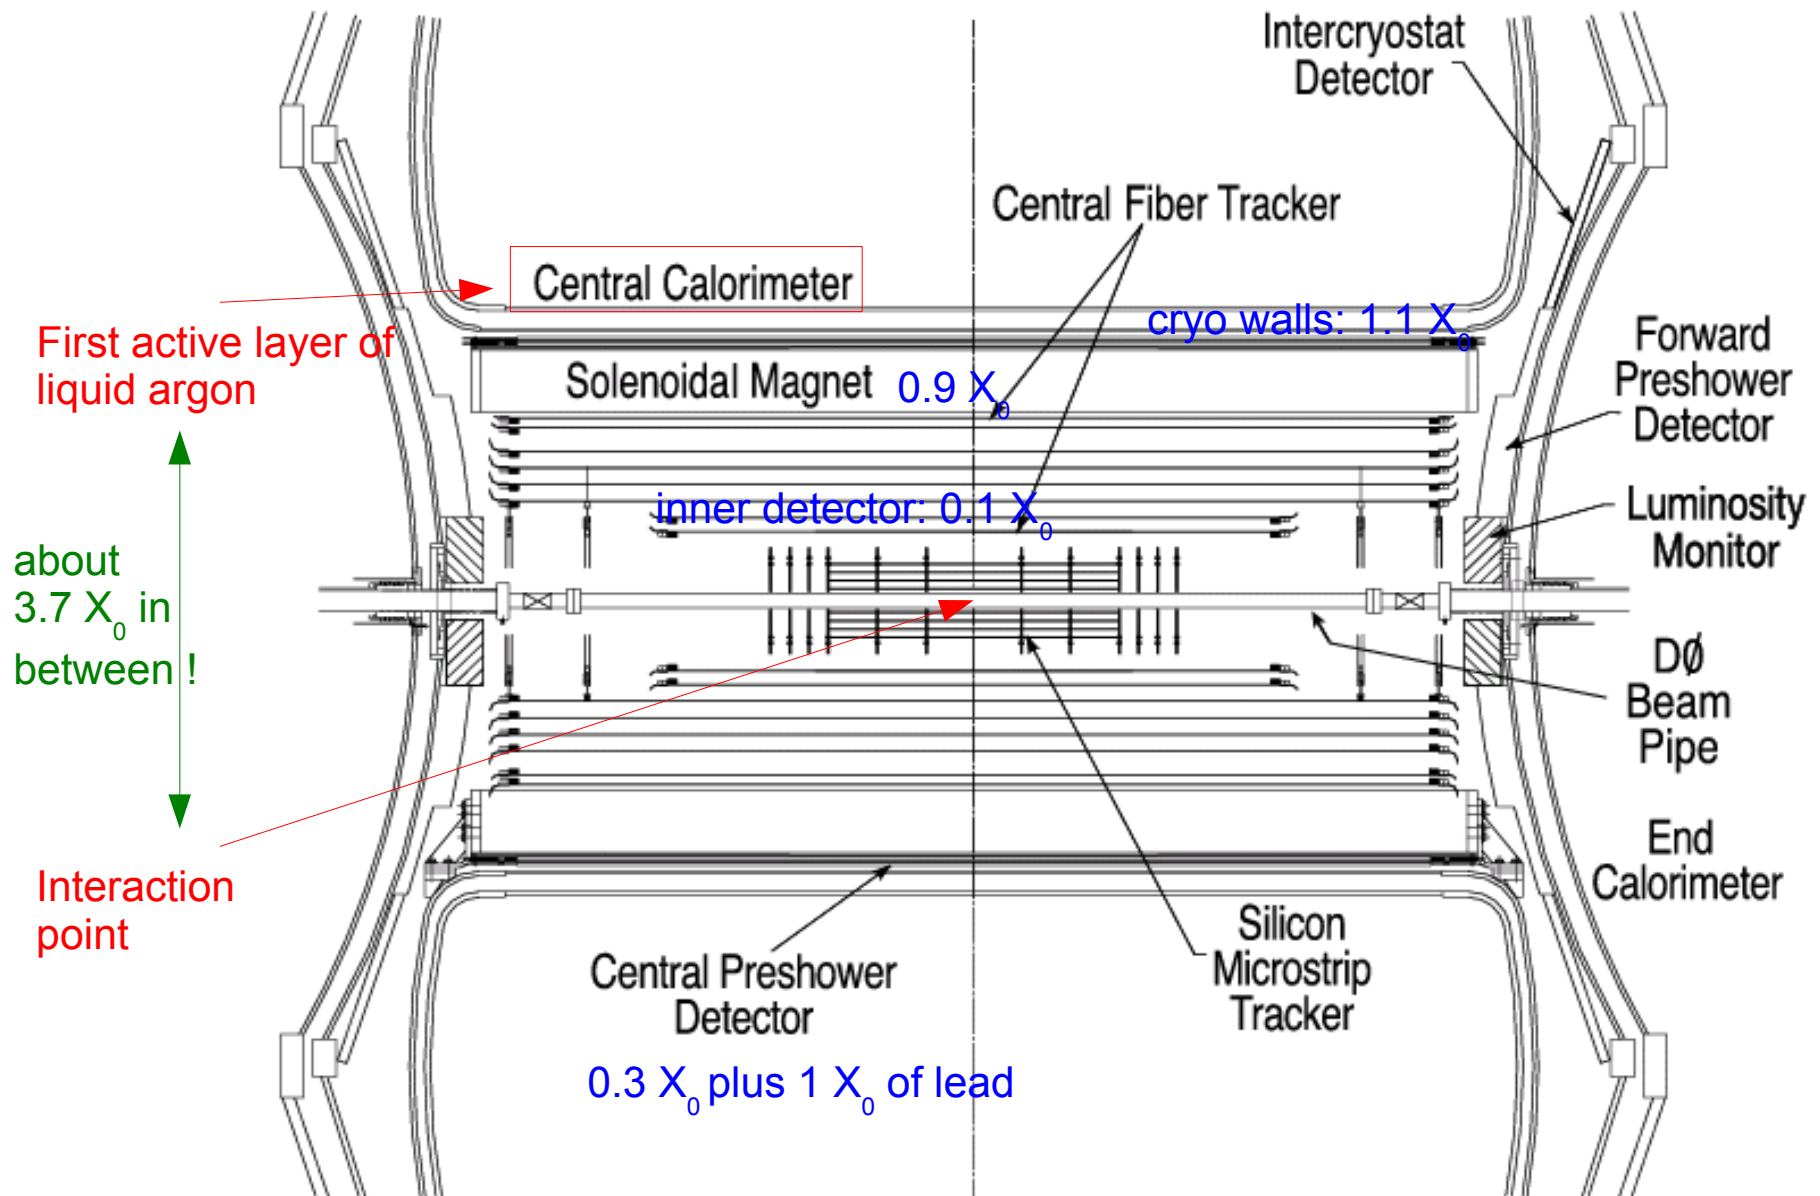 Intercryostat
Detector
Central Fiber Tracker
Central Calorimeter
cryo walls: 1.1 X0
First active layer of
liquid argon
Solenoidal Magnet 0.9 X0
Forward
Preshower
Detector
inner detector: 0.1 X0
Luminosity
Monitor
about
3.7 X0 in
between !
DØ
Beam
Pipe
End
Calorimeter
Interaction
point
Silicon
Microstrip
Tracker
Central Preshower
Detector
0.3 X0 plus 1 X0 of lead